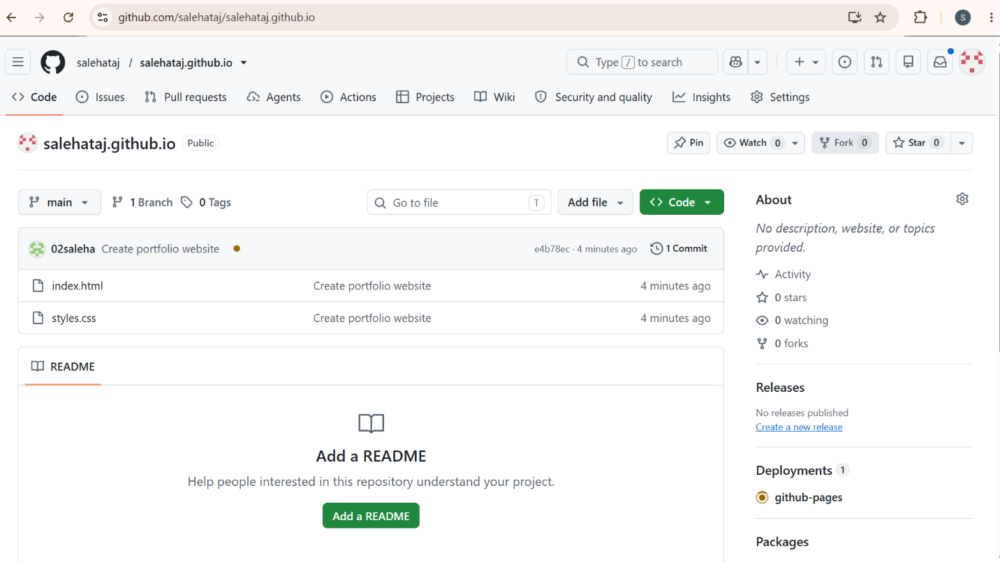 github.com/salehataj/salehataj.github.io
S
salehataj / salehataj.github.io
Type / to search
Code Issues Pull requests Agents Actions Projects Wiki Security and quality Insights Settings
salehataj.github.io Public
Pin Watch 0 Fork 0 Star 0
main 1 Branch 0 Tags Go to file T Add file Code
02saleha Create portfolio website e4b78ec · 4 minutes ago 1 Commit
index.html Create portfolio website 4 minutes ago
styles.css Create portfolio website 4 minutes ago
README
Add a README
Help people interested in this repository understand your project.
Add a README
About
No description, website, or topics
provided.
Activity
0 stars
0 watching
0 forks
Releases
No releases published
Create a new release
Deployments 1
github-pages
Packages